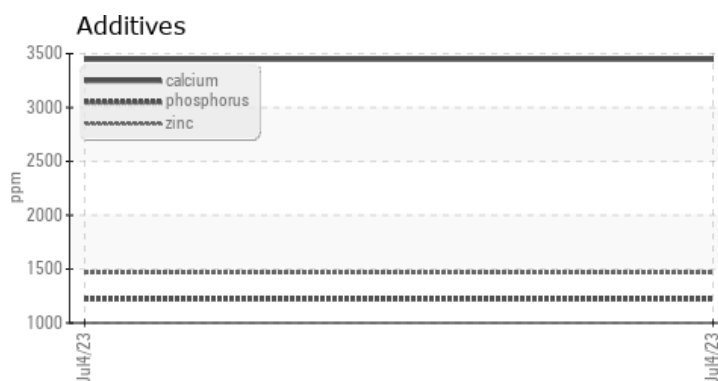 Additives
3500
3000
2500
2000
1500
1000
ppm
calcium
phosphorus
zinc
Jul4/23
Jul4/23